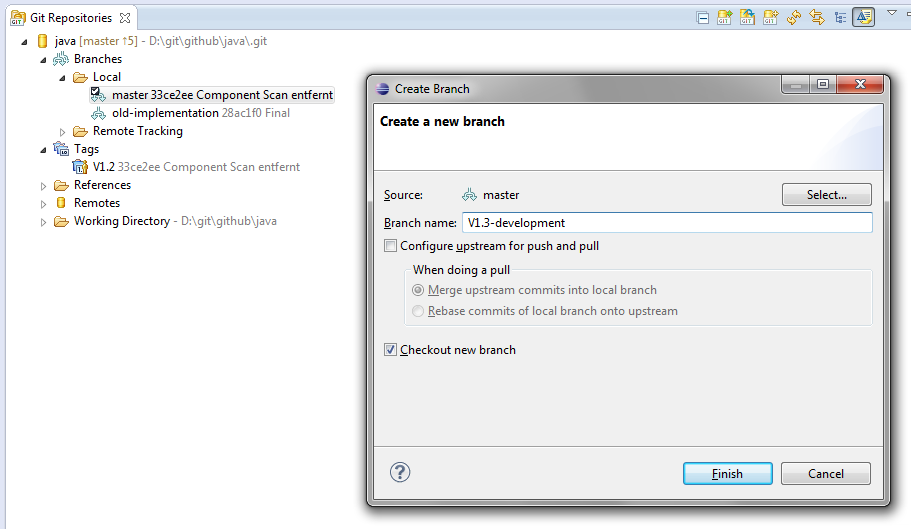 Git Repositories
java [master ↑5] - D:\git\github\java\.git
Branches
Local
master 33ce2ee Component Scan entfernt
old-implementation 28ac1f0 Final
Remote Tracking
Tags
V1.2 33ce2ee Component Scan entfernt
References
Remotes
Working Directory - D:\git\github\java
Create Branch
Create a new branch
Source: master Select...
Branch name: V1.3-development
Configure upstream for push and pull
When doing a pull
Merge upstream commits into local branch
Rebase commits of local branch onto upstream
Checkout new branch
Finish Cancel